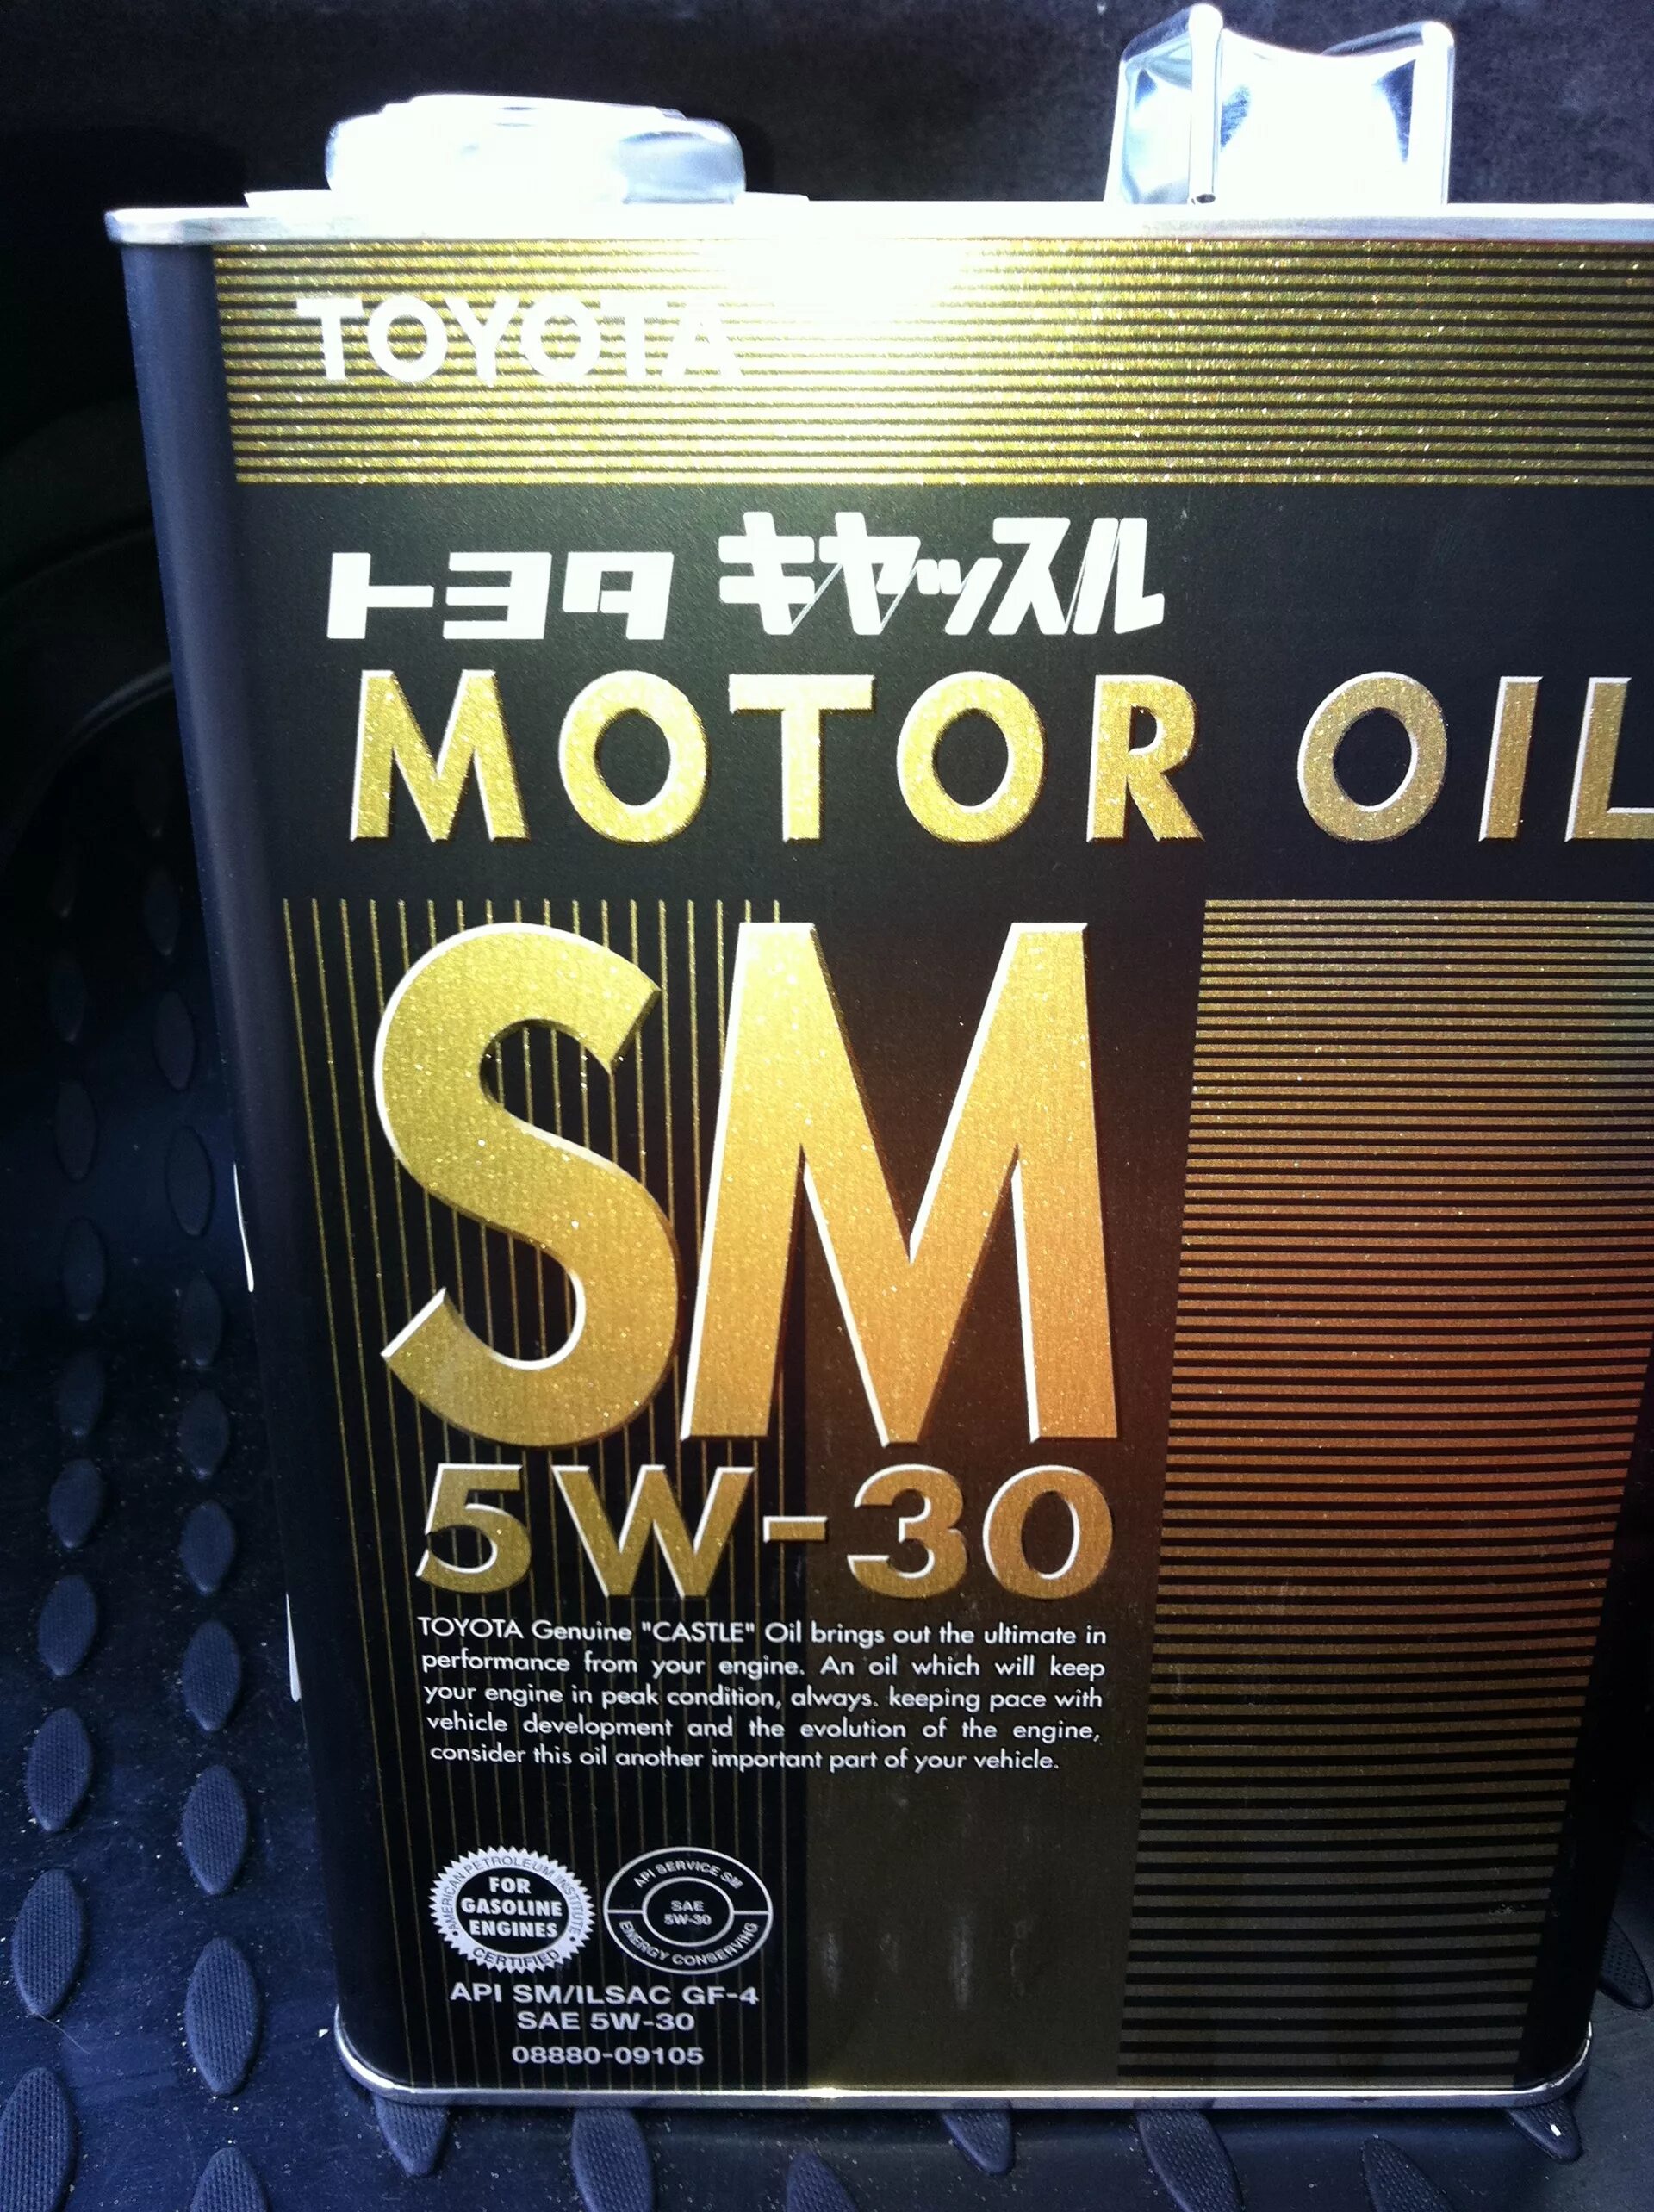 TOYOTA
トヨタ キャッスル
MOTOR OIL
SM
5W-30
TOYOTA Genuine "CASTLE" Oil brings out the ultimate in
performance from your engine. An oil which will keep
your engine in peak condition, always. keeping pace with
vehicle development and the evolution of the engine,
consider this oil another important part of your vehicle.
AMERICAN PETROLEUM INSTITUTE
FOR
GASOLINE
ENGINES
CERTIFIED
API SERVICE SM
SAE
5W-30
ENERGY CONSERVING
API SM/ILSAC GF-4
SAE 5W-30
08880-09105